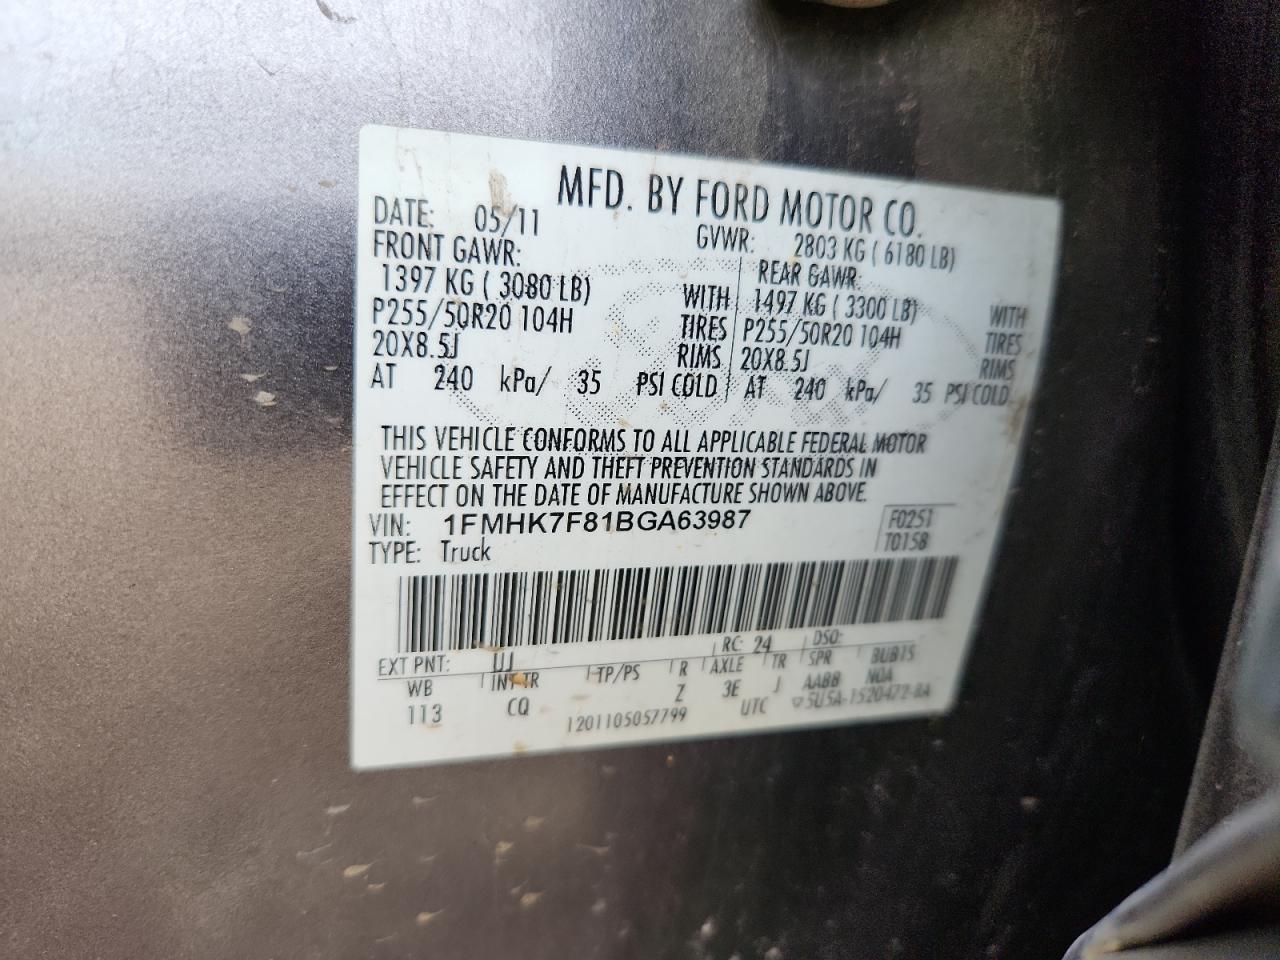 MFD. BY FORD MOTOR CO.
DATE: 05/11 GVWR: 2803 KG ( 6180 LB)
FRONT GAWR: REAR GAWR:
1397 KG ( 3080 LB) WITH 1497 KG ( 3300 LB) WITH
P255/50R20 104H TIRES P255/50R20 104H TIRES
20X8.5J RIMS 20X8.5J RIMS
AT 240 kPa/ 35 PSI COLD AT 240 kPa/ 35 PSI COLD
THIS VEHICLE CONFORMS TO ALL APPLICABLE FEDERAL MOTOR
VEHICLE SAFETY AND THEFT PREVENTION STANDARDS IN
EFFECT ON THE DATE OF MANUFACTURE SHOWN ABOVE.
VIN: 1FMHK7F81BGA63987 F0251
TYPE: Truck T0158
EXT PNT: UJ RC: 24 DSO:
WB INT TR TP/PS R AXLE TR SPR BUB15
113 CQ Z 3E J AABB NOA
1201105057799 UTC ▽5U5A-1520472-BA